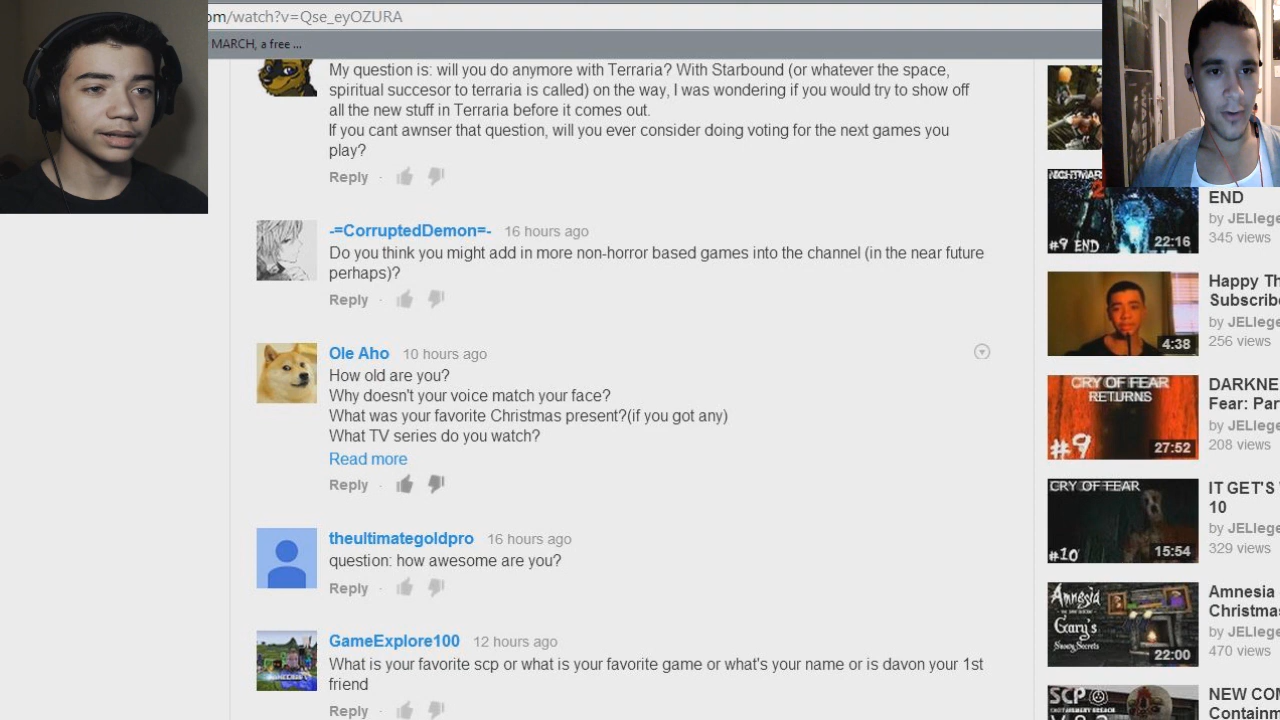 om/watch?v=Qse_eyOZURA
MARCH, a free ...
My question is: will you do anymore with Terraria? With Starbound (or whatever the space,
spiritual succesor to terraria is called) on the way, I was wondering if you would try to show off
all the new stuff in Terraria before it comes out.
If you cant awnser that question, will you ever consider doing voting for the next games you
play?
Reply
-=CorruptedDemon=- 16 hours ago
Do you think you might add in more non-horror based games into the channel (in the near future
perhaps)?
Reply
Ole Aho 10 hours ago
How old are you?
Why doesn't your voice match your face?
What was your favorite Christmas present?(if you got any)
What TV series do you watch?
Read more
Reply
theultimategoldpro 16 hours ago
question: how awesome are you?
Reply
GameExplore100 12 hours ago
What is your favorite scp or what is your favorite game or what's your name or is davon your 1st
friend
Reply
NIGHTMAR
2
#9 END
22:16
END
by JELlege
345 views
4:38
Happy Th
Subscribe
by JELlege
256 views
CRY OF FEAR
RETURNS
#9
27:52
DARKNE
Fear: Par
by JELlege
208 views
CRY OF FEAR
#10
15:54
IT GET'S
10
by JELlege
329 views
Amnesia
Gary's
Snowy Secrets
22:00
Amnesia
Christmas
by JELlege
470 views
SCP
NEW COM
Containm